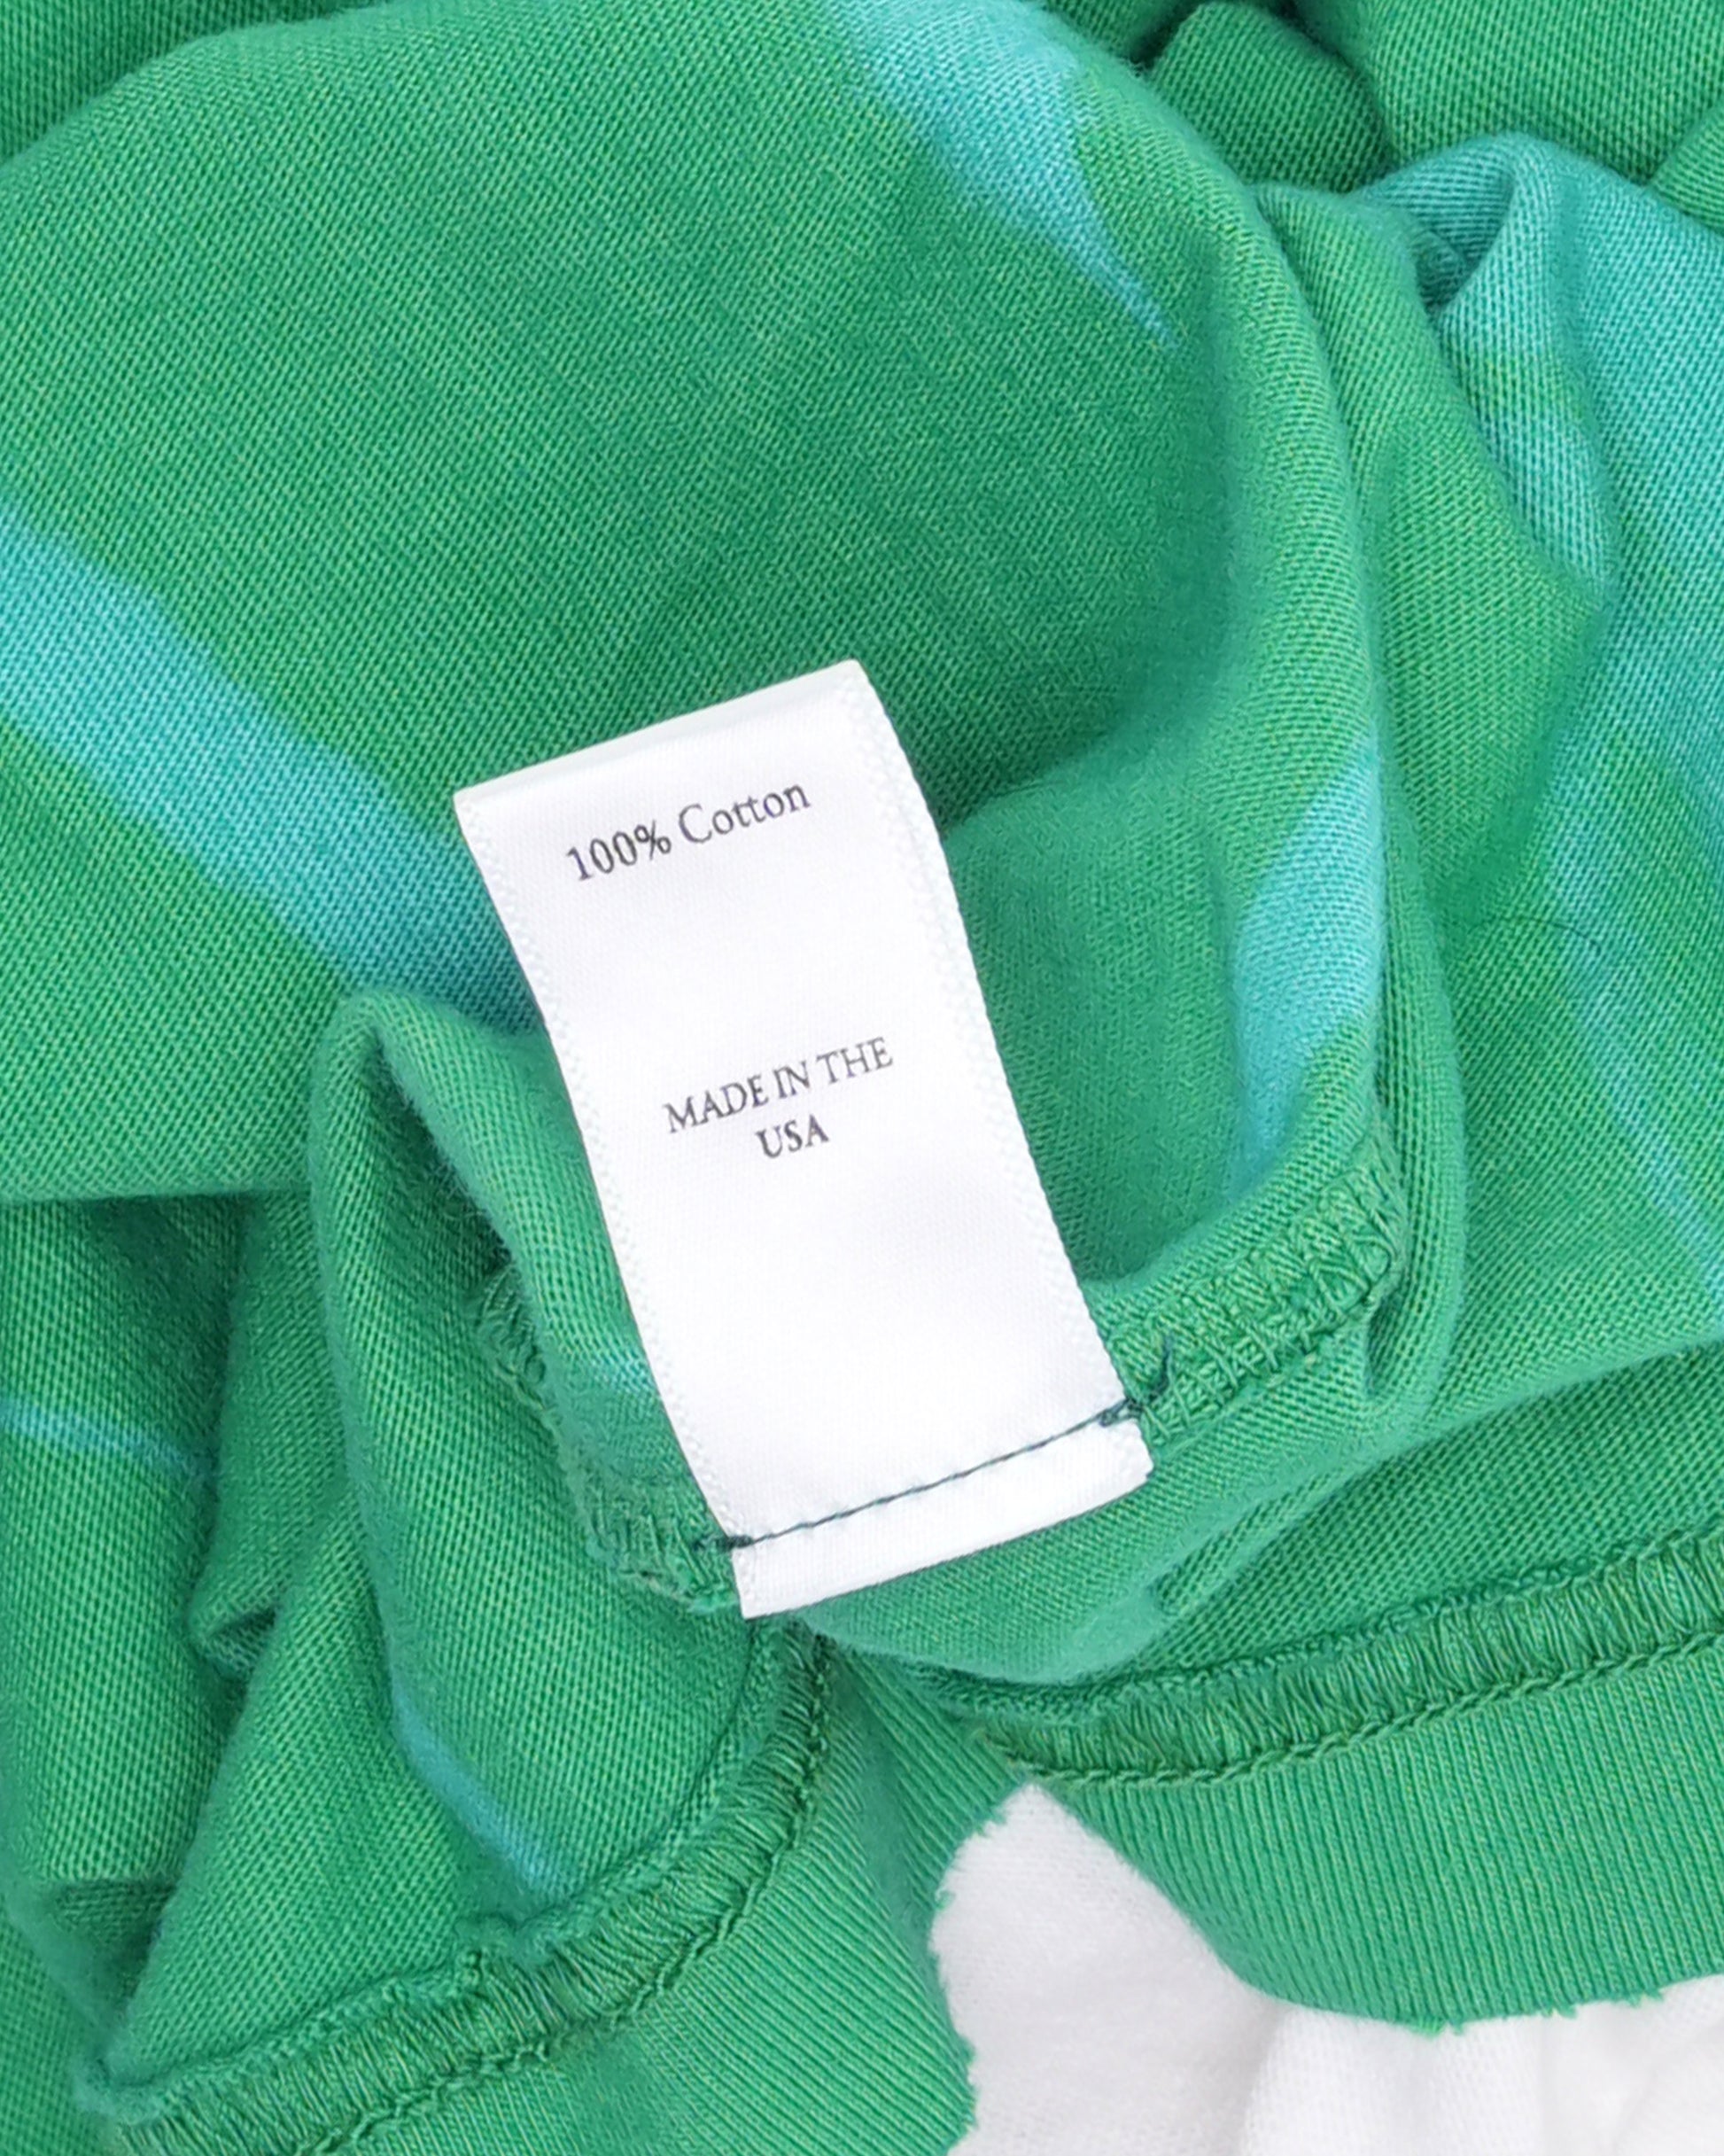 100% Cotton
MADE IN THE
USA